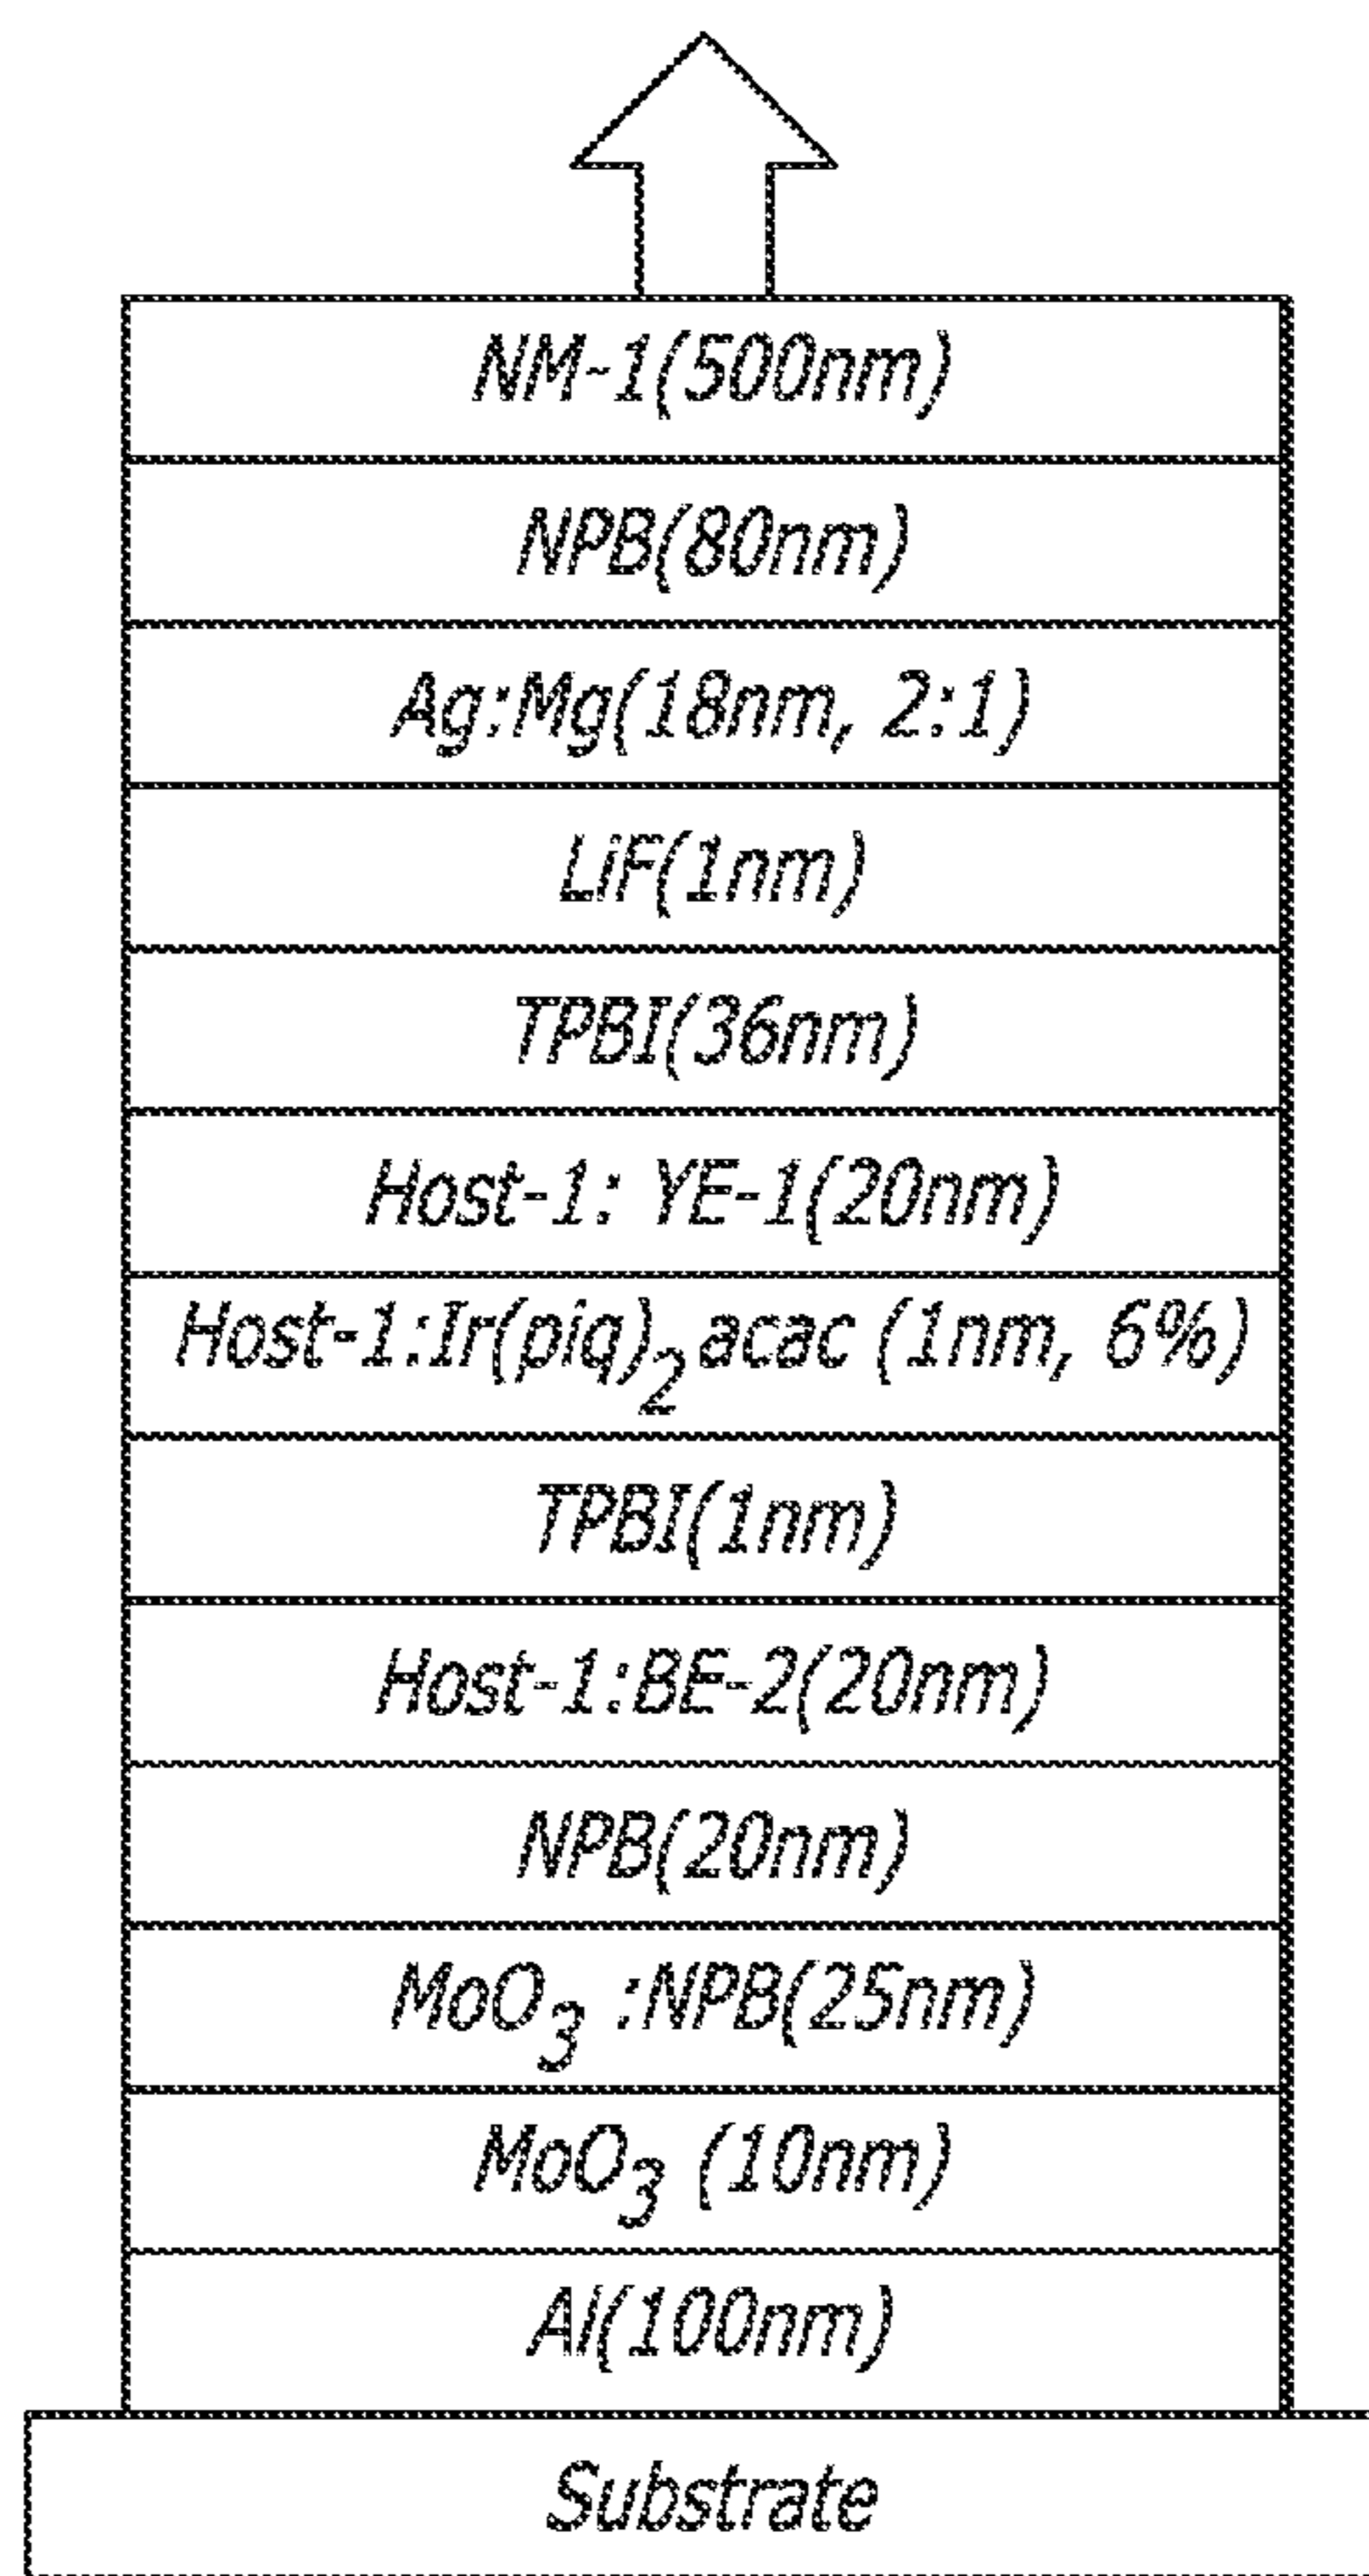 NM-1(500nm)
NPB(80nm)
Ag:Mg(18nm, 2:1)
LiF(1nm)
TPBI(36nm)
Host-1: YE-1(20nm)
Host-1:Ir(piq)2 acac (1nm, 6%)
TPBI(1nm)
Host-1:BE-2(20nm)
NPB(20nm)
MoO3 :NPB(25nm)
MoO3 (10nm)
Al(100nm)
Substrate